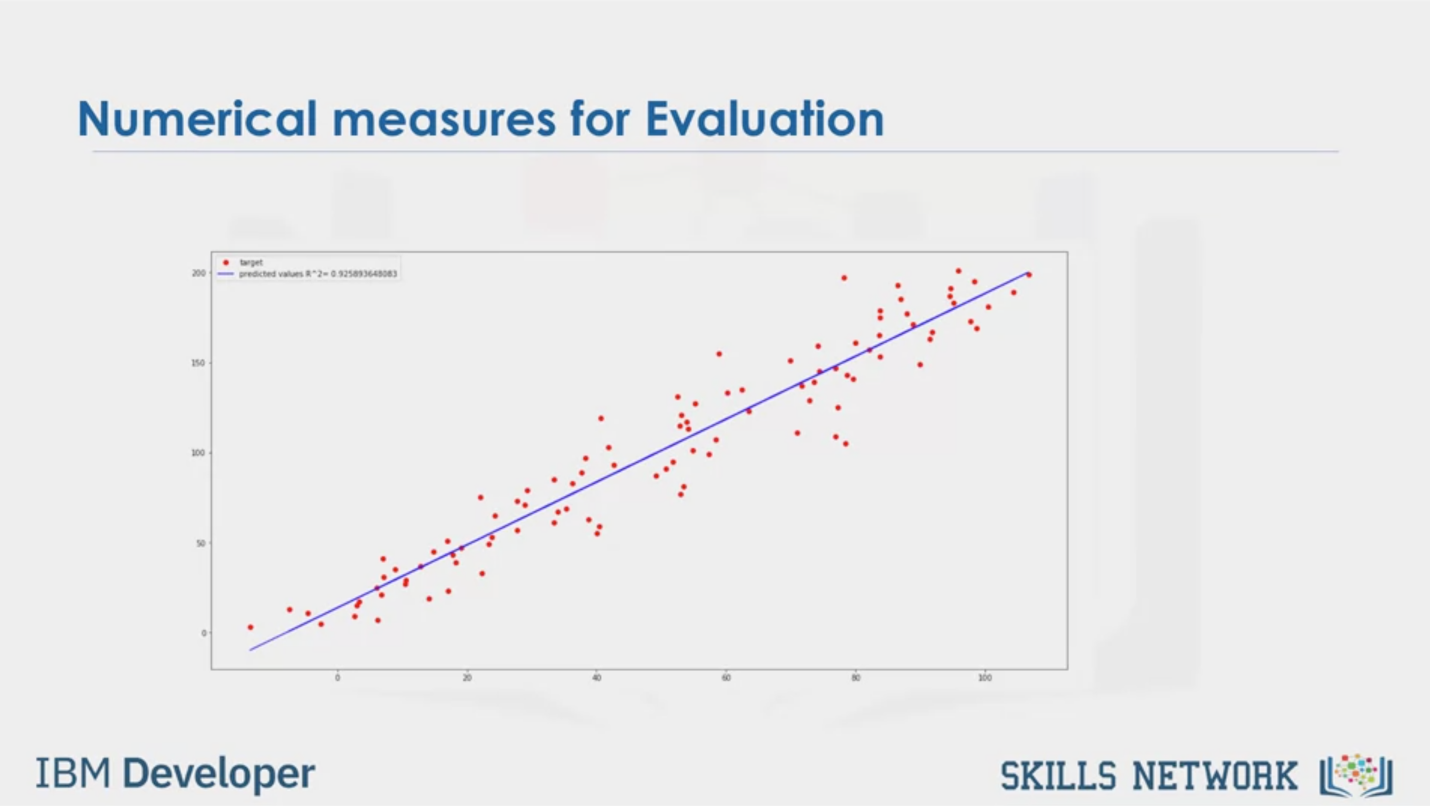 Numerical measures for Evaluation
target
predicted values R^2= 0.925893648083
200
150
100
50
0
0 20 40 60 80 100
IBM Developer
SKILLS NETWORK